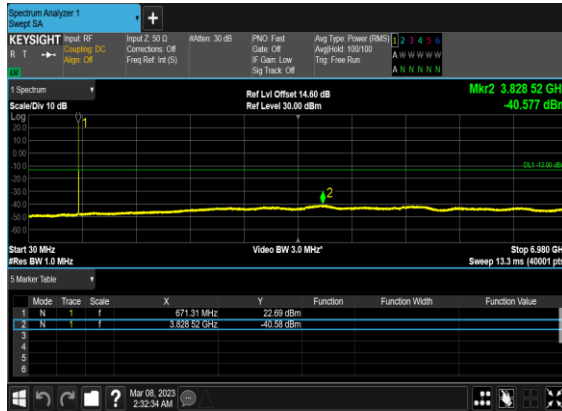 Spectrum Analyzer 1
Swept SA
+
KEYSIGHT
R T
Input: RF
Coupling: DC
Align: Off
Input Z: 50 Ω
Corrections: Off
Freq Ref: Int (S)
#Atten: 30 dB
PNO: Fast
Gate: Off
IF Gain: Low
Sig Track: Off
Avg Type: Power (RMS)
Avg|Hold: 100/100
Trig: Free Run
1 2 3 4 5 6
A W W W W W
A N N N N N
1 Spectrum
Scale/Div 10 dB
Ref Lvl Offset 14.60 dB
Ref Level 30.00 dBm
Mkr2 3.828 52 GH
-40.577 dBm
Log
20.0
10.0
0.00
-10.0
-20.0
-30.0
-40.0
-50.0
-60.0
1
DL1 -13.00 dB
2
Start 30 MHz
#Res BW 1.0 MHz
Video BW 3.0 MHz*
Stop 6.980 GH
Sweep 13.3 ms (40001 pts
5 Marker Table
Mode Trace Scale X Y Function Function Width Function Value
1 N 1 f 671.31 MHz 22.69 dBm
2 N 1 f 3.828 52 GHz -40.58 dBm
3
4
5
6
?
Mar 08, 2023
2:32:34 AM